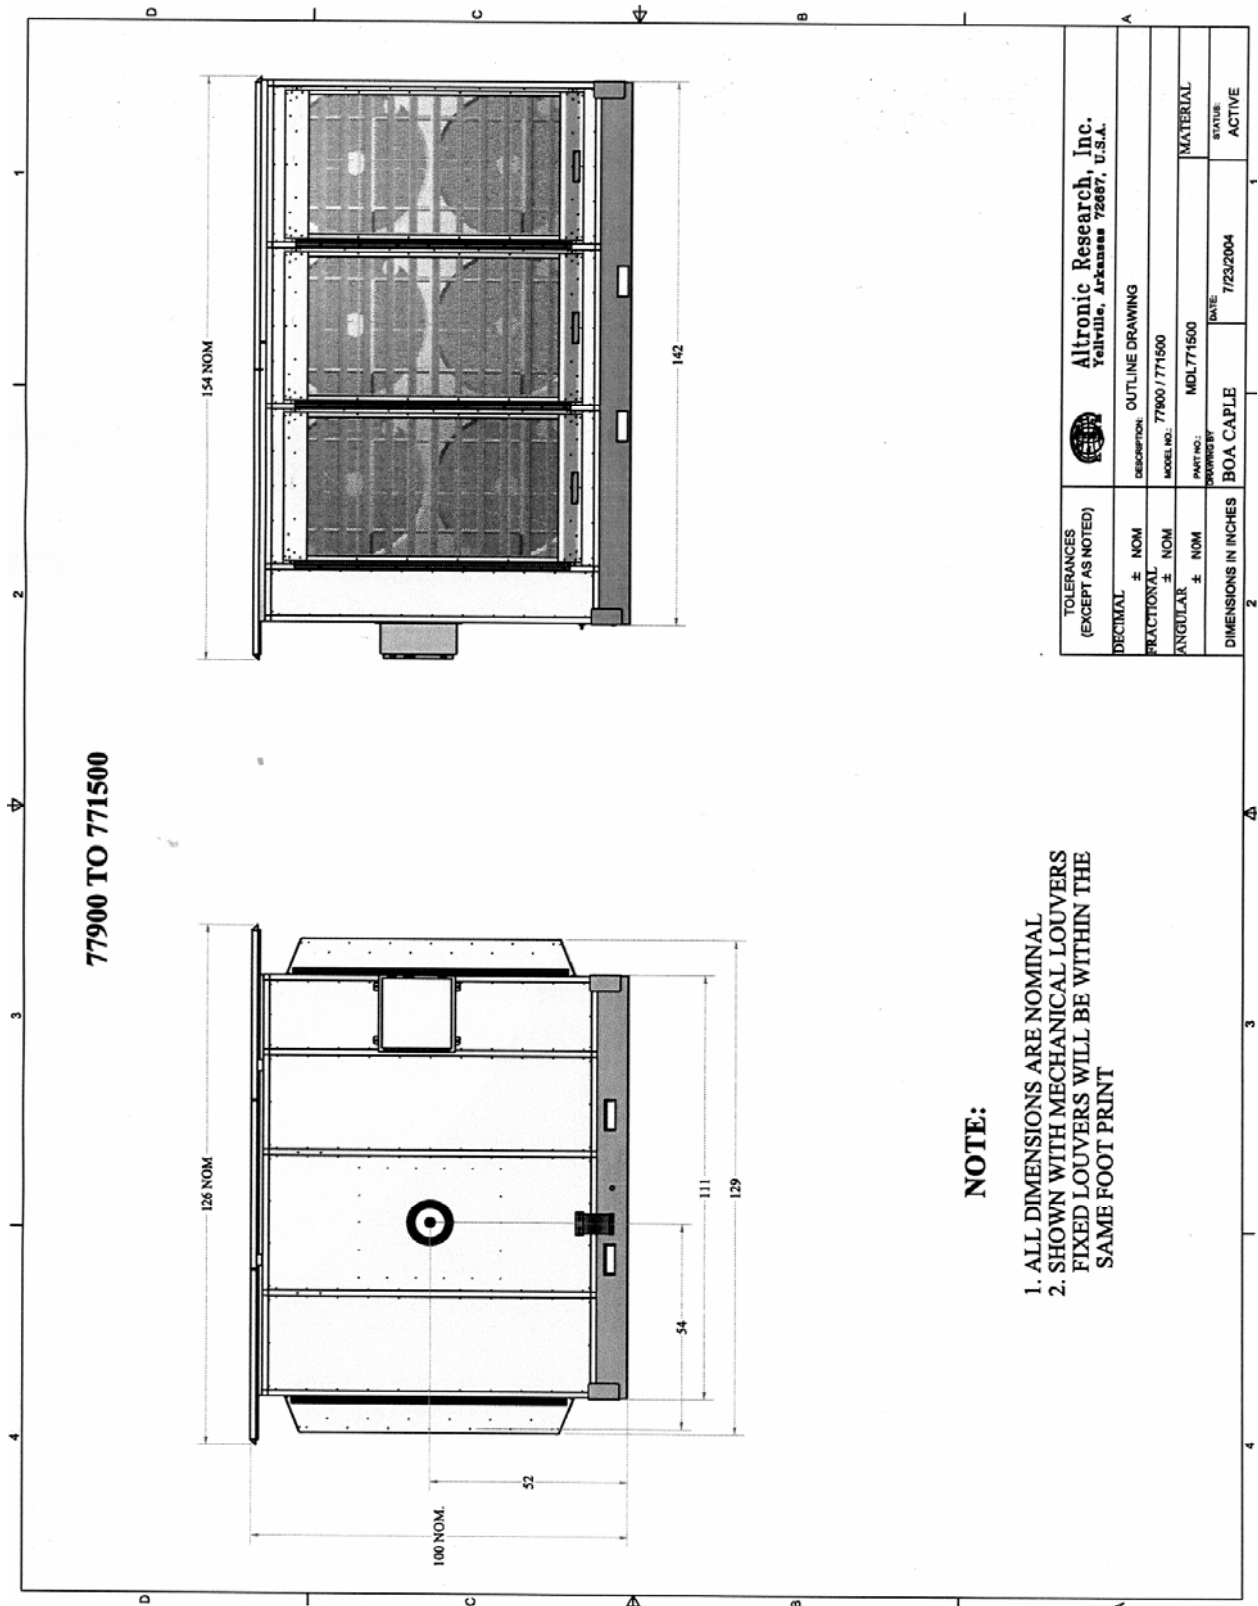 77900 TO 771500
D
C
B
A
4
3
2
1
126 NOM
100 NOM.
52
54
111
129
154 NOM
142
NOTE:
1. ALL DIMENSIONS ARE NOMINAL
2. SHOWN WITH MECHANICAL LOUVERS
FIXED LOUVERS WILL BE WITHIN THE
SAME FOOT PRINT
TOLERANCES
(EXCEPT AS NOTED)
DECIMAL
± NOM
FRACTIONAL
± NOM
ANGULAR
± NOM
DIMENSIONS IN INCHES
Altronic Research, Inc.
Yellville, Arkansas 72687, U.S.A.
DESCRIPTION: OUTLINE DRAWING
MODEL NO.: 77900 / 771500
PART NO.: MDL771500
MATERIAL
DRAWING BY
BOA CAPLE
DATE: 7/23/2004
STATUS:
ACTIVE
D
C
B
A
4
3
2
1